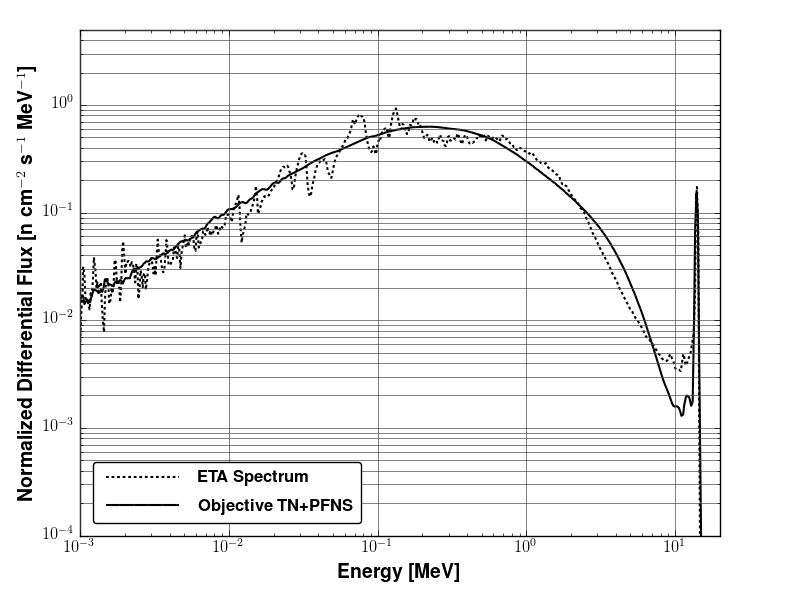 Normalized Differential Flux [n cm⁻² s⁻¹ MeV⁻¹]
10⁰
10⁻¹
10⁻²
10⁻³
10⁻⁴
ETA Spectrum
Objective TN+PFNS
10⁻³ 10⁻² 10⁻¹ 10⁰ 10¹
Energy [MeV]